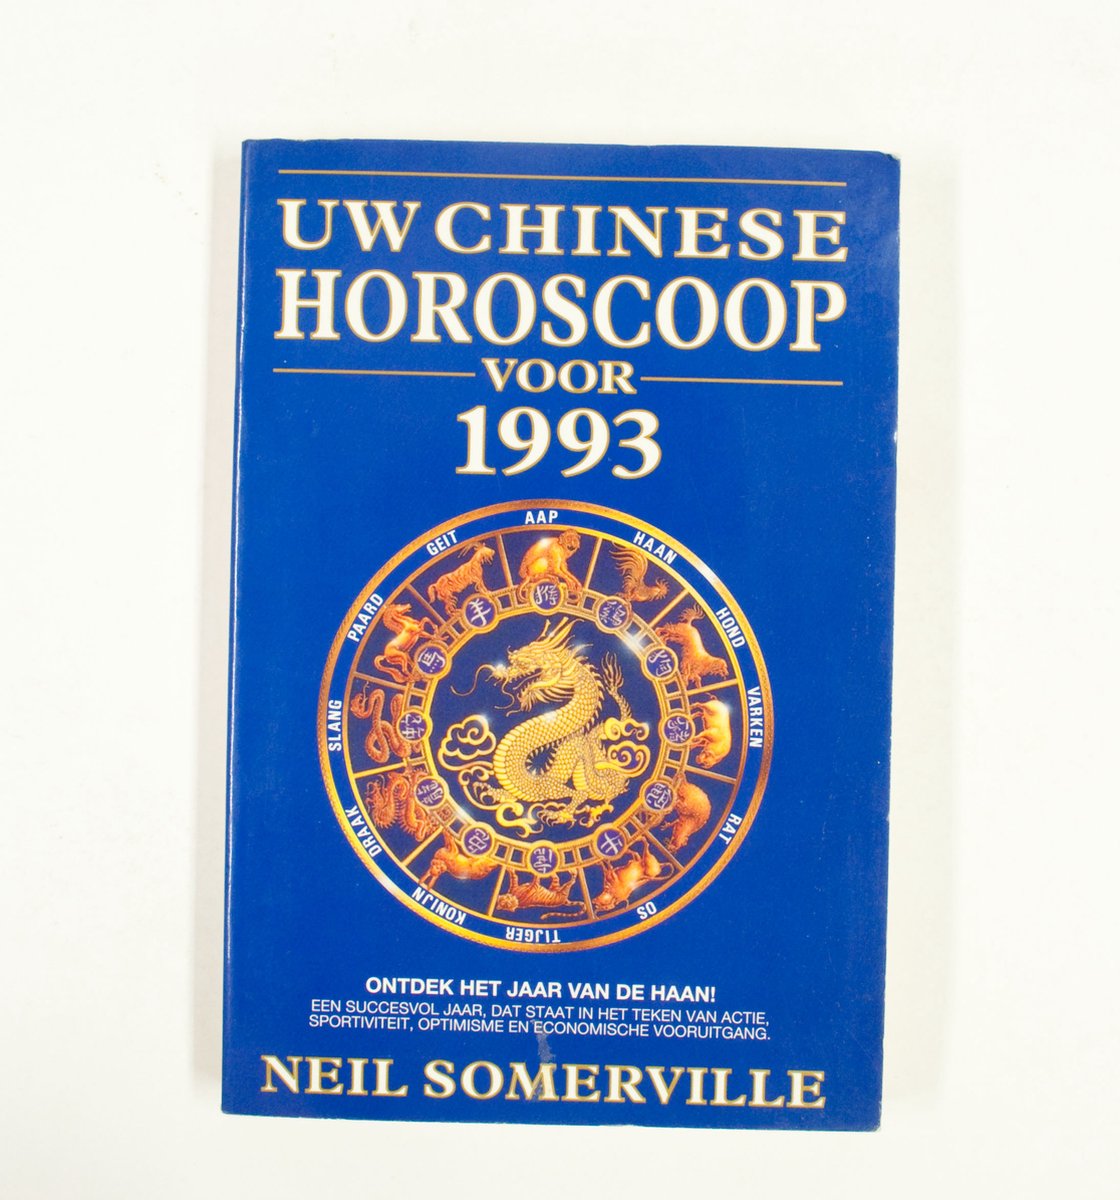 UW CHINESE
HOROSCOOP
VOOR
1993
AAP
HAAN
HOND
VARKEN
RAT
OS
TIJGER
KONIJN
DRAAK
SLANG
PAARD
GEIT
ONTDEK HET JAAR VAN DE HAAN!
EEN SUCCESVOL JAAR, DAT STAAT IN HET TEKEN VAN ACTIE,
SPORTIVITEIT, OPTIMISME EN ECONOMISCHE VOORUITGANG.
NEIL SOMERVILLE